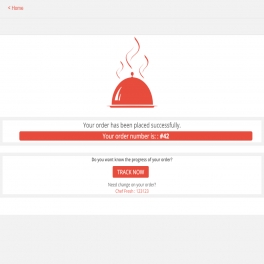 < Home
Your order has been placed successfully.
Your order number is: : #42
Do you want know the progress of your order?
TRACK NOW
Need change on your order?
Chef Fresh :